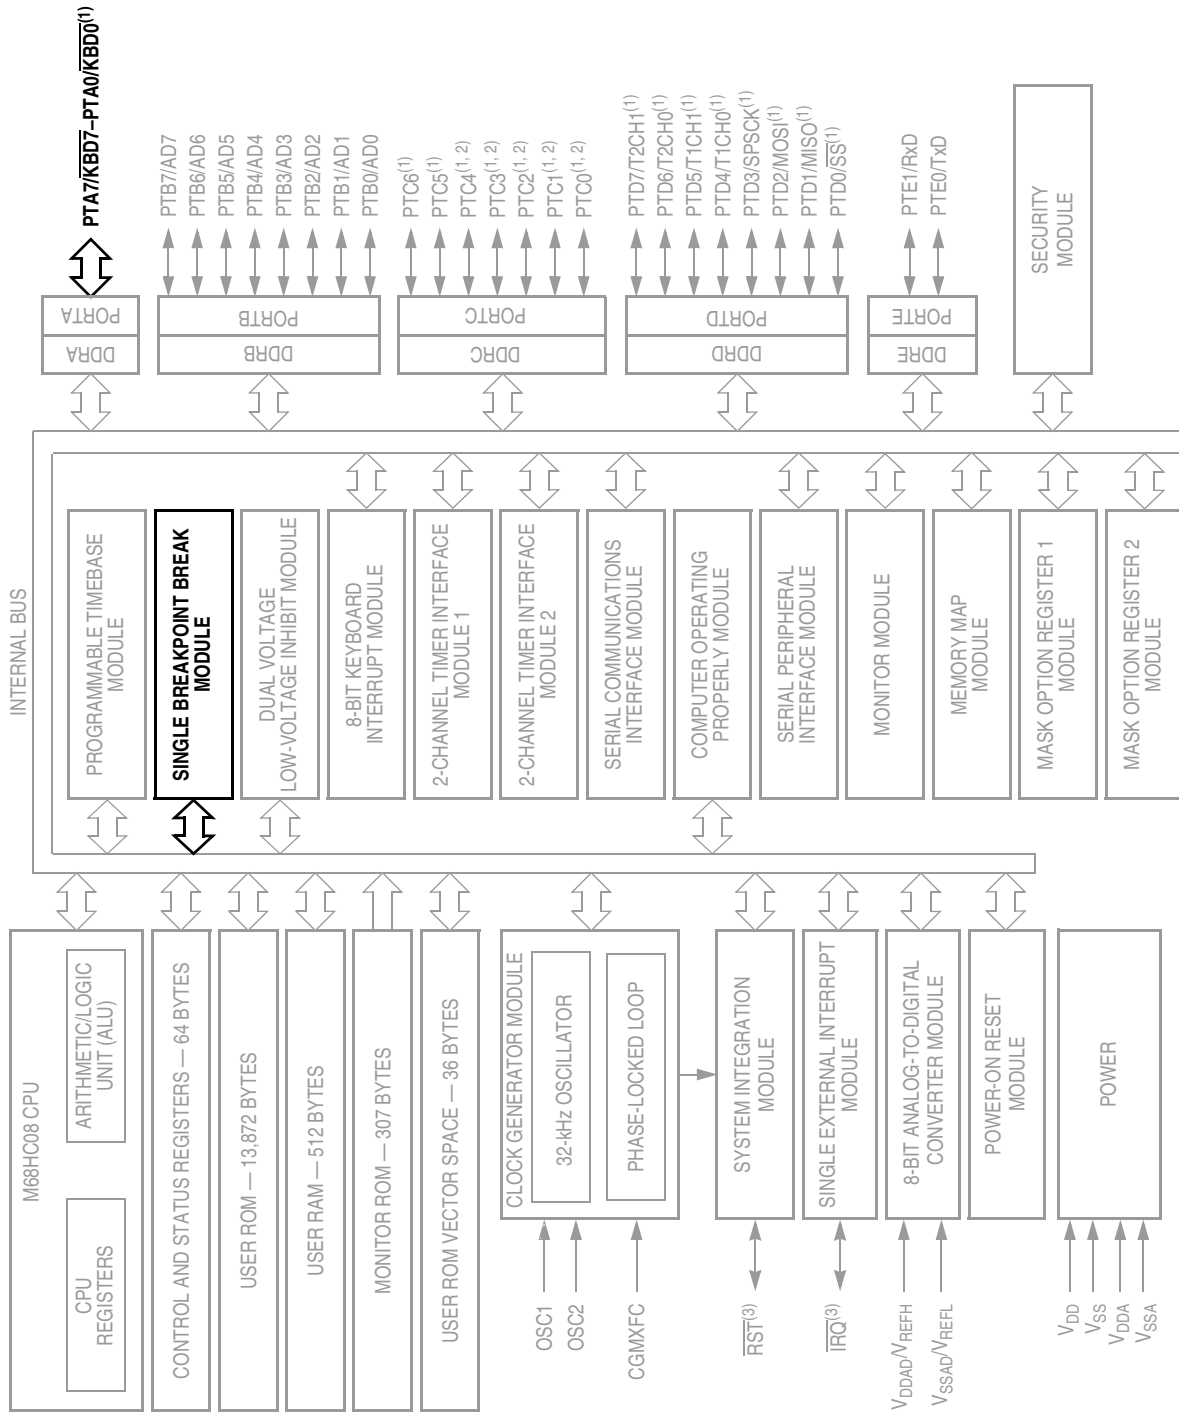 INTERNAL BUS
M68HC08 CPU
CPU
REGISTERS
ARITHMETIC/LOGIC
UNIT (ALU)
CONTROL AND STATUS REGISTERS — 64 BYTES
USER ROM — 13,872 BYTES
USER RAM — 512 BYTES
MONITOR ROM — 307 BYTES
USER ROM VECTOR SPACE — 36 BYTES
CLOCK GENERATOR MODULE
32-kHz OSCILLATOR
PHASE-LOCKED LOOP
OSC1
OSC2
CGMXFC
SYSTEM INTEGRATION
MODULE
RST(3)
SINGLE EXTERNAL INTERRUPT
MODULE
IRQ(3)
8-BIT ANALOG-TO-DIGITAL
CONVERTER MODULE
VDDAD/VREFH
VSSAD/VREFL
POWER-ON RESET
MODULE
POWER
VDD
VSS
VDDA
VSSA
PROGRAMMABLE TIMEBASE
MODULE
SINGLE BREAKPOINT BREAK
MODULE
DUAL VOLTAGE
LOW-VOLTAGE INHIBIT MODULE
8-BIT KEYBOARD
INTERRUPT MODULE
2-CHANNEL TIMER INTERFACE
MODULE 1
2-CHANNEL TIMER INTERFACE
MODULE 2
SERIAL COMMUNICATIONS
INTERFACE MODULE
COMPUTER OPERATING
PROPERLY MODULE
SERIAL PERIPHERAL
INTERFACE MODULE
MONITOR MODULE
MEMORY MAP
MODULE
MASK OPTION REGISTER 1
MODULE
MASK OPTION REGISTER 2
MODULE
DDRA
PORTA
PTA7/KBD7–PTA0/KBD0(1)
DDRB
PORTB
PTB7/AD7
PTB6/AD6
PTB5/AD5
PTB4/AD4
PTB3/AD3
PTB2/AD2
PTB1/AD1
PTB0/AD0
DDRC
PORTC
PTC6(1)
PTC5(1)
PTC4(1, 2)
PTC3(1, 2)
PTC2(1, 2)
PTC1(1, 2)
PTC0(1, 2)
DDRD
PORTD
PTD7/T2CH1(1)
PTD6/T2CH0(1)
PTD5/T1CH1(1)
PTD4/T1CH0(1)
PTD3/SPSCK(1)
PTD2/MOSI(1)
PTD1/MISO(1)
PTD0/SS(1)
DDRE
PORTE
PTE1/RxD
PTE0/TxD
SECURITY
MODULE